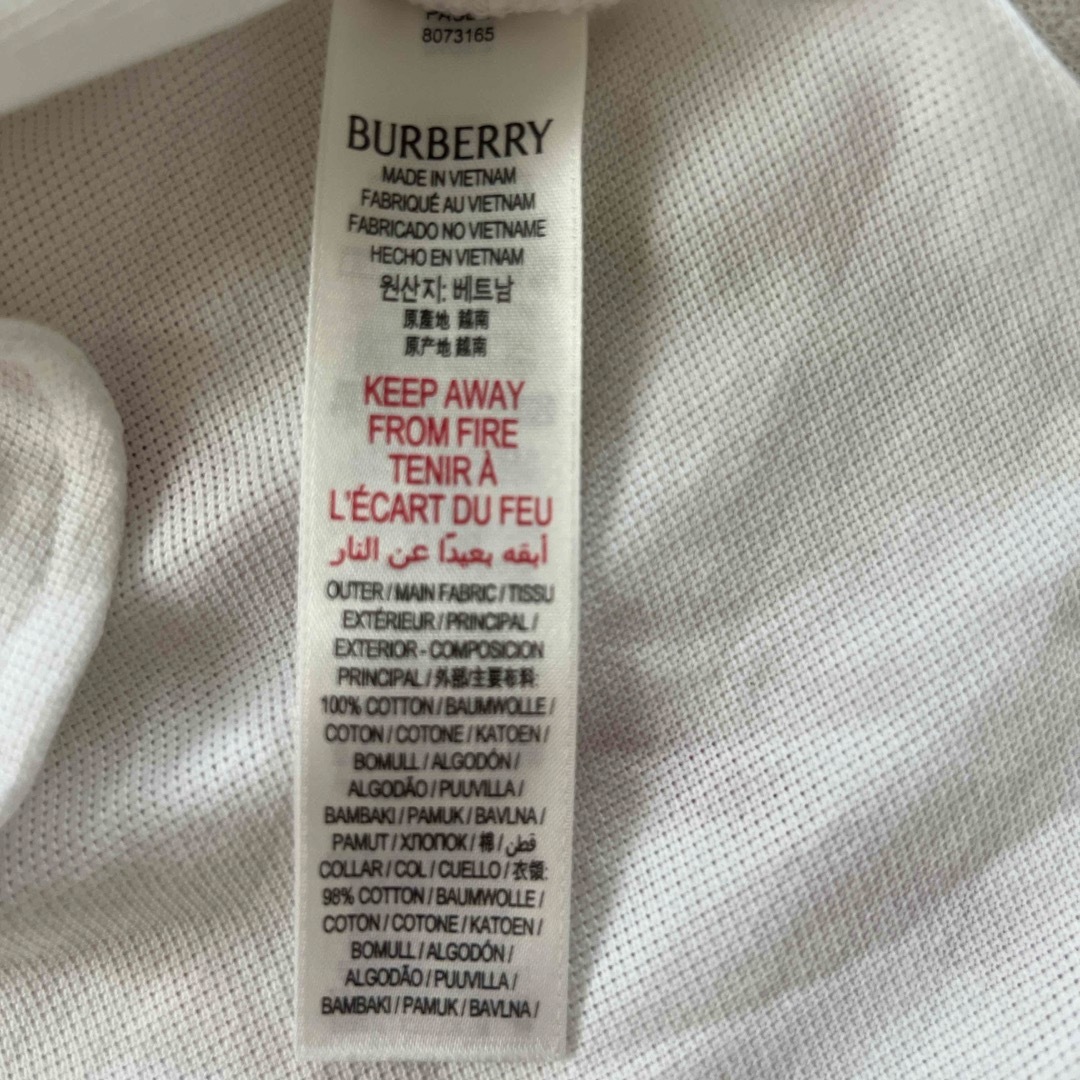 8073165
BURBERRY
MADE IN VIETNAM
FABRIQUÉ AU VIETNAM
FABRICADO NO VIETNAME
HECHO EN VIETNAM
원산지: 베트남
原產地 越南
原产地 越南
KEEP AWAY
FROM FIRE
TENIR À
L'ÉCART DU FEU
أبقه بعيدًا عن النار
OUTER / MAIN FABRIC / TISSU
EXTÉRIEUR / PRINCIPAL /
EXTERIOR - COMPOSICION
PRINCIPAL / 外部/主要布料:
100% COTTON / BAUMWOLLE /
COTON / COTONE / KATOEN /
BOMULL / ALGODÓN /
ALGODÃO / PUUVILLA /
BAMBAKI / PAMUK / BAVLNA /
PAMUT / ХЛОПОК / 棉 / قطن
COLLAR / COL / CUELLO / 衣領:
98% COTTON / BAUMWOLLE /
COTON / COTONE / KATOEN /
BOMULL / ALGODÓN /
ALGODÃO / PUUVILLA /
BAMBAKI / PAMUK / BAVLNA /